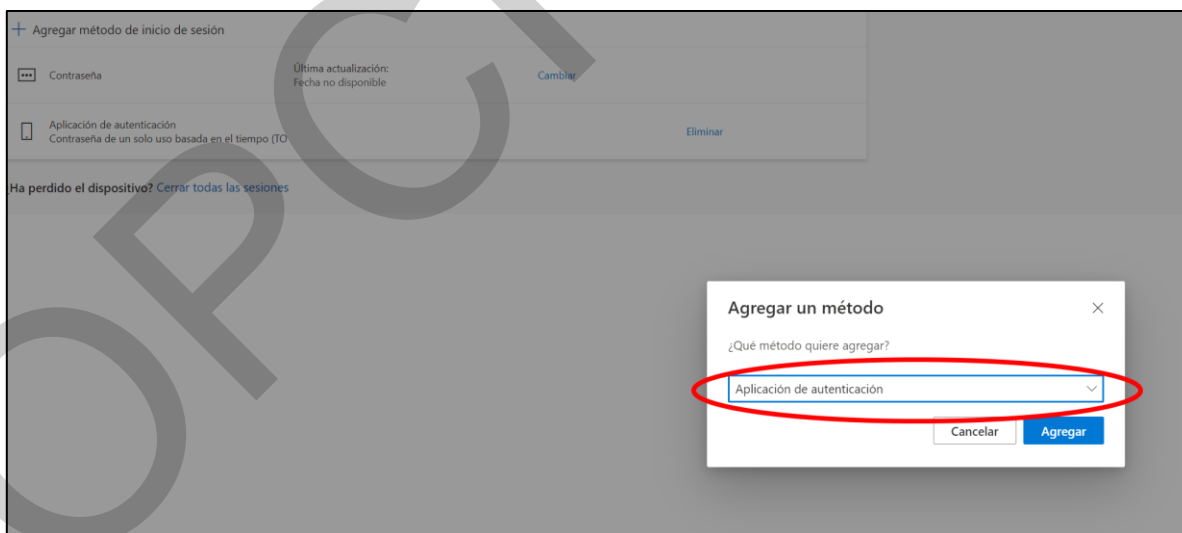 Agregar método de inicio de sesión
Contraseña
Última actualización:
Fecha no disponible
Cambiar
Aplicación de autenticación
Contraseña de un solo uso basada en el tiempo (TO
Eliminar
¿Ha perdido el dispositivo? Cerrar todas las sesiones
Agregar un método
¿Qué método quiere agregar?
Aplicación de autenticación
Cancelar
Agregar
OPCI